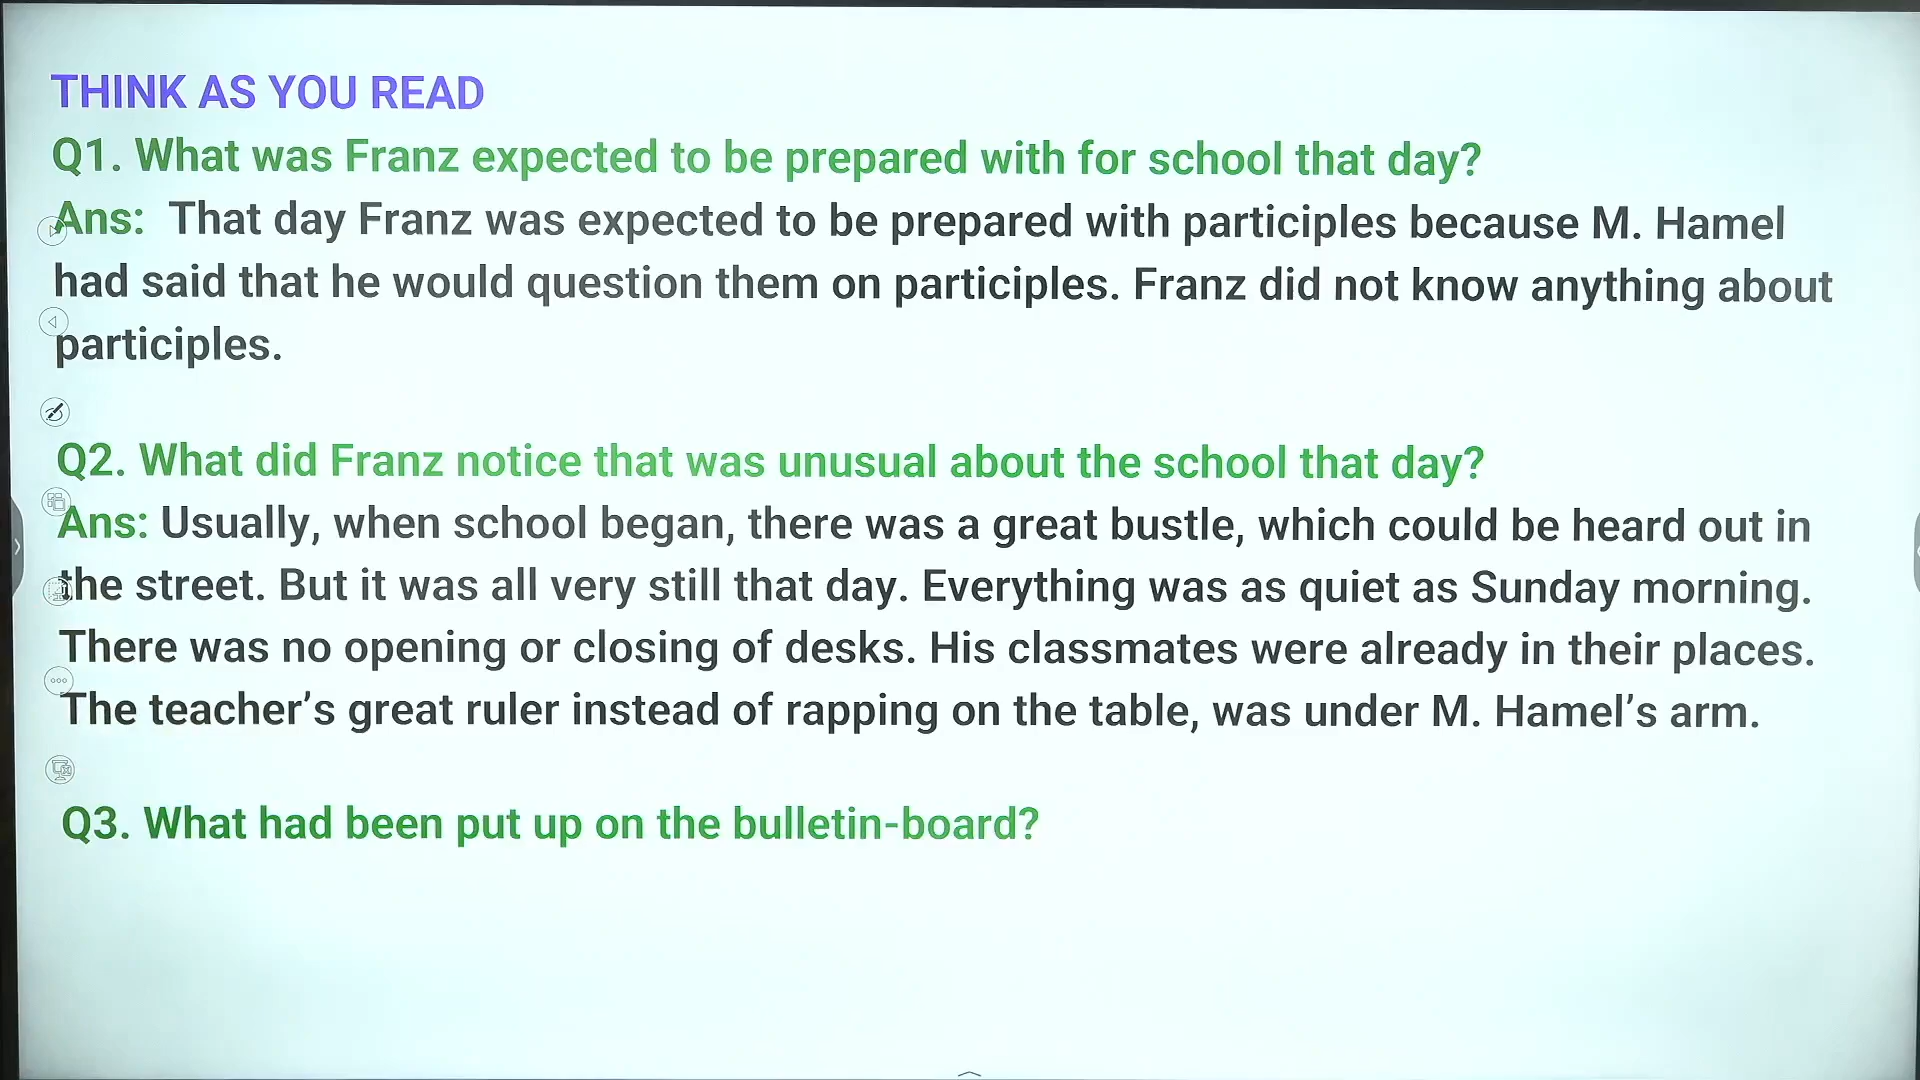 THINK AS YOU READ
Q1. What was Franz expected to be prepared with for school that day?
Ans: That day Franz was expected to be prepared with participles because M. Hamel
had said that he would question them on participles. Franz did not know anything about
participles.
Q2. What did Franz notice that was unusual about the school that day?
Ans: Usually, when school began, there was a great bustle, which could be heard out in
the street. But it was all very still that day. Everything was as quiet as Sunday morning.
There was no opening or closing of desks. His classmates were already in their places.
The teacher’s great ruler instead of rapping on the table, was under M. Hamel’s arm.
Q3. What had been put up on the bulletin-board?